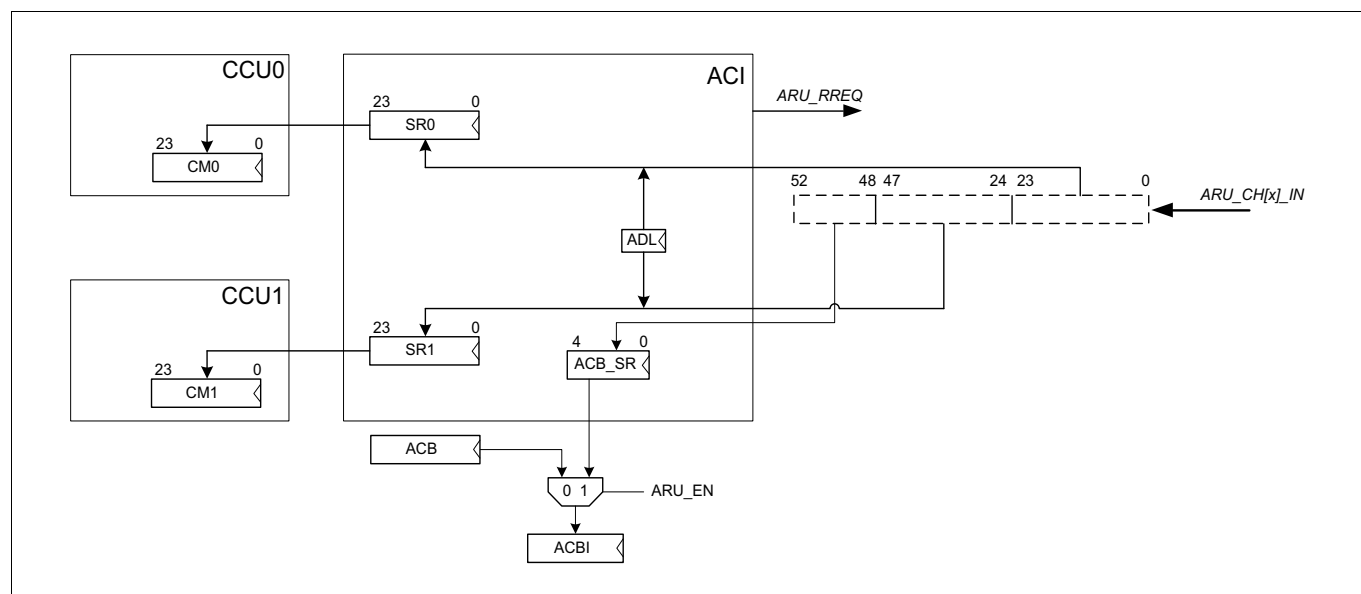 CCU0
ACI
ARU_RREQ
23 0
SR0
23 0
CM0
52 48 47 24 23 0
ARU_CH[x]_IN
ADL
CCU1
23 0
SR1
4 0
ACB_SR
23 0
CM1
ACB
0 1
ARU_EN
ACBI